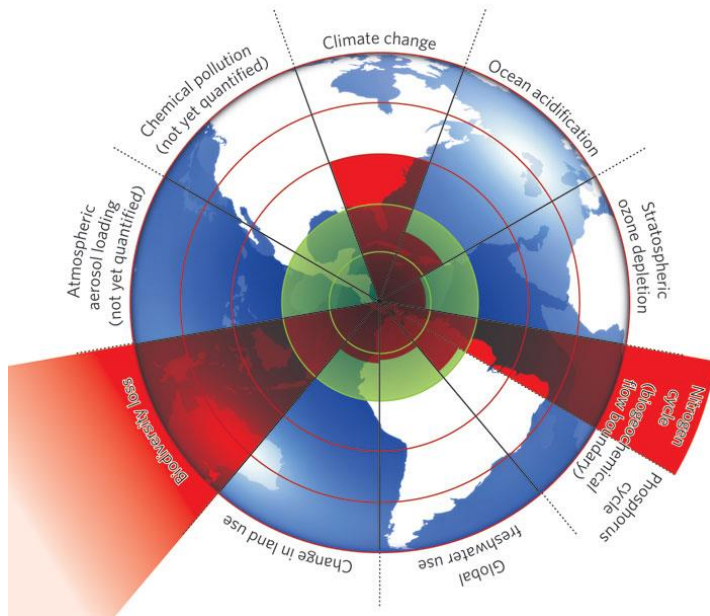 Climate change
Ocean acidification
Stratospheric
ozone depletion
Nitrogen
cycle
(biogeochemical
flow boundary)
Phosphorus
cycle
Global
freshwater use
Change in land use
Biodiversity loss
Atmospheric
aerosol loading
(not yet quantified)
Chemical pollution
(not yet quantified)